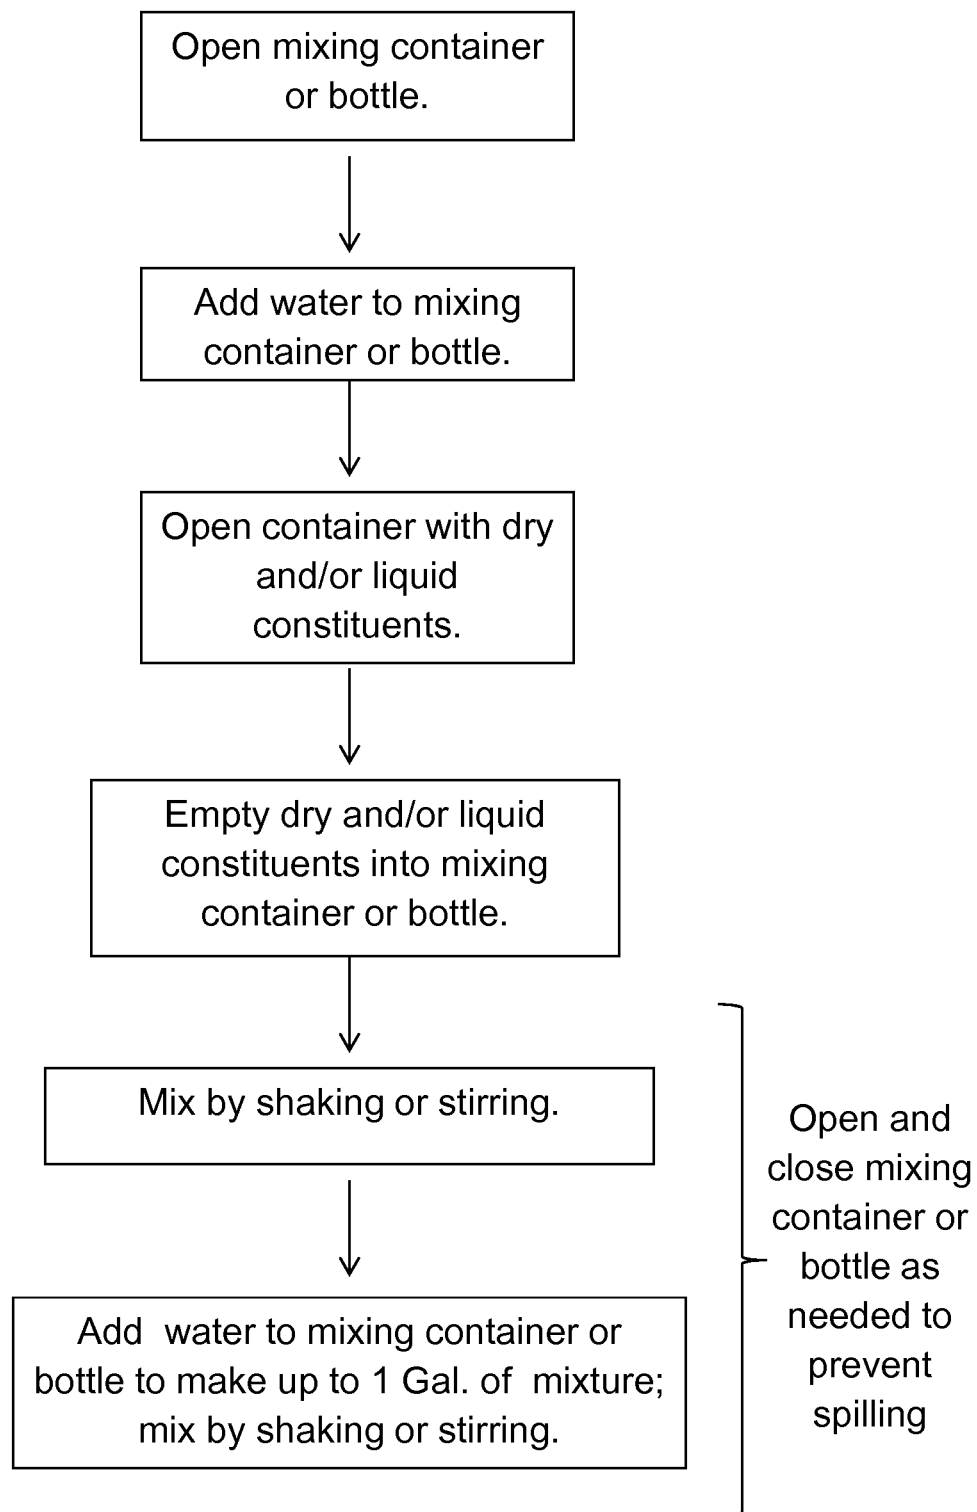 Open mixing container
or bottle.
Add water to mixing
container or bottle.
Open container with dry
and/or liquid
constituents.
Empty dry and/or liquid
constituents into mixing
container or bottle.
Mix by shaking or stirring.
Add  water to mixing container or
bottle to make up to 1 Gal. of  mixture;
mix by shaking or stirring.
Open and
close mixing
container or
bottle as
needed to
prevent
spilling